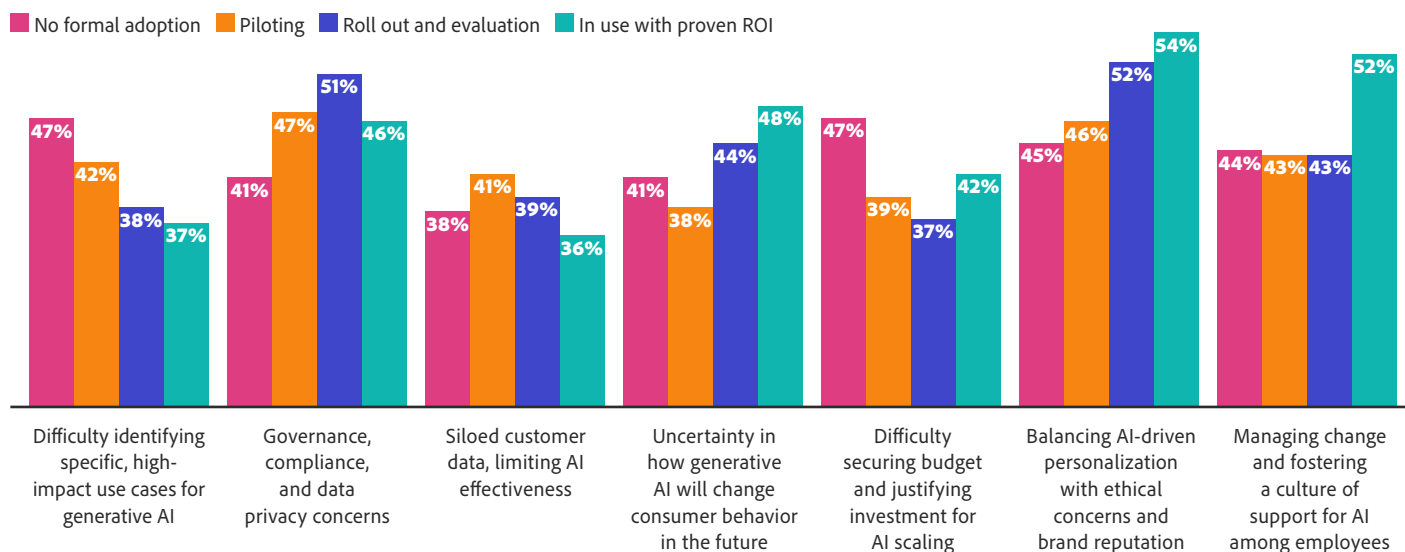 No formal adoption Piloting Roll out and evaluation In use with proven ROI
47%
42%
38%
37%
41%
47%
51%
46%
38%
41%
39%
36%
41%
38%
44%
48%
47%
39%
37%
42%
45%
46%
52%
54%
44%
43%
43%
52%
Difficulty identifying
specific, high-
impact use cases for
generative AI
Governance,
compliance,
and data
privacy concerns
Siloed customer
data, limiting AI
effectiveness
Uncertainty in
how generative
AI will change
consumer behavior
in the future
Difficulty
securing budget
and justifying
investment for
AI scaling
Balancing AI-driven
personalization
with ethical
concerns and
brand reputation
Managing change
and fostering
a culture of
support for AI
among employees